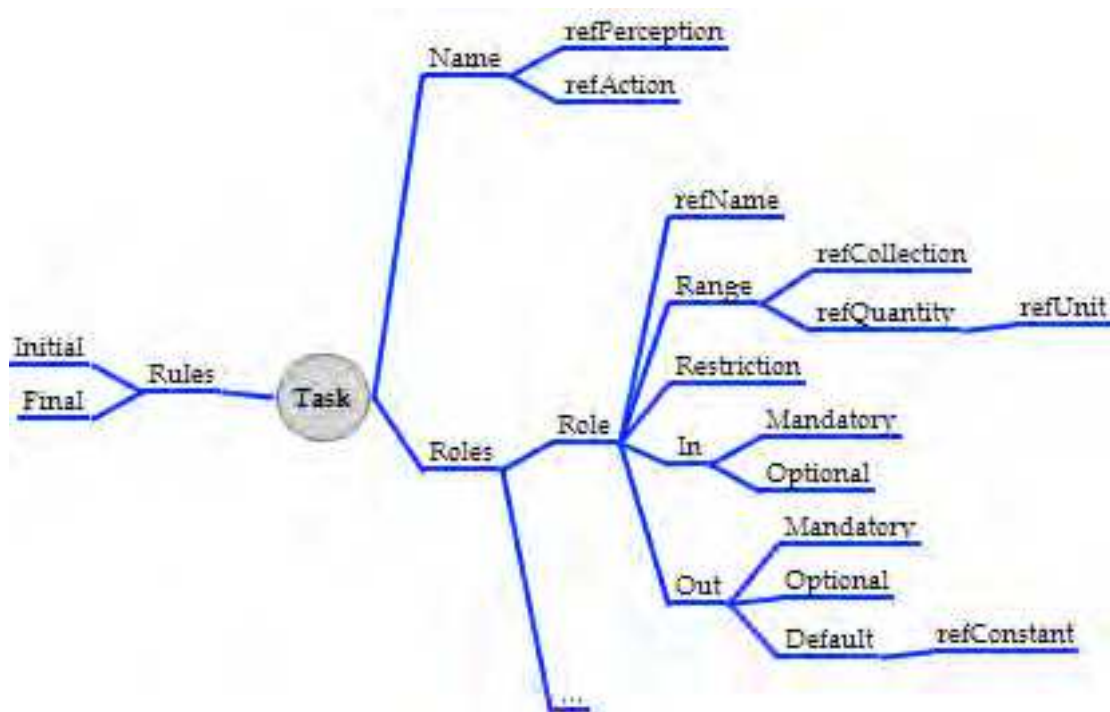 refPerception
Name
refAction
refName
refCollection
Range
refQuantity
refUnit
Initial
Rules
Restriction
Final
Task
Role
Mandatory
Roles
In
Optional
Mandatory
Out
Optional
Default
refConstant
...